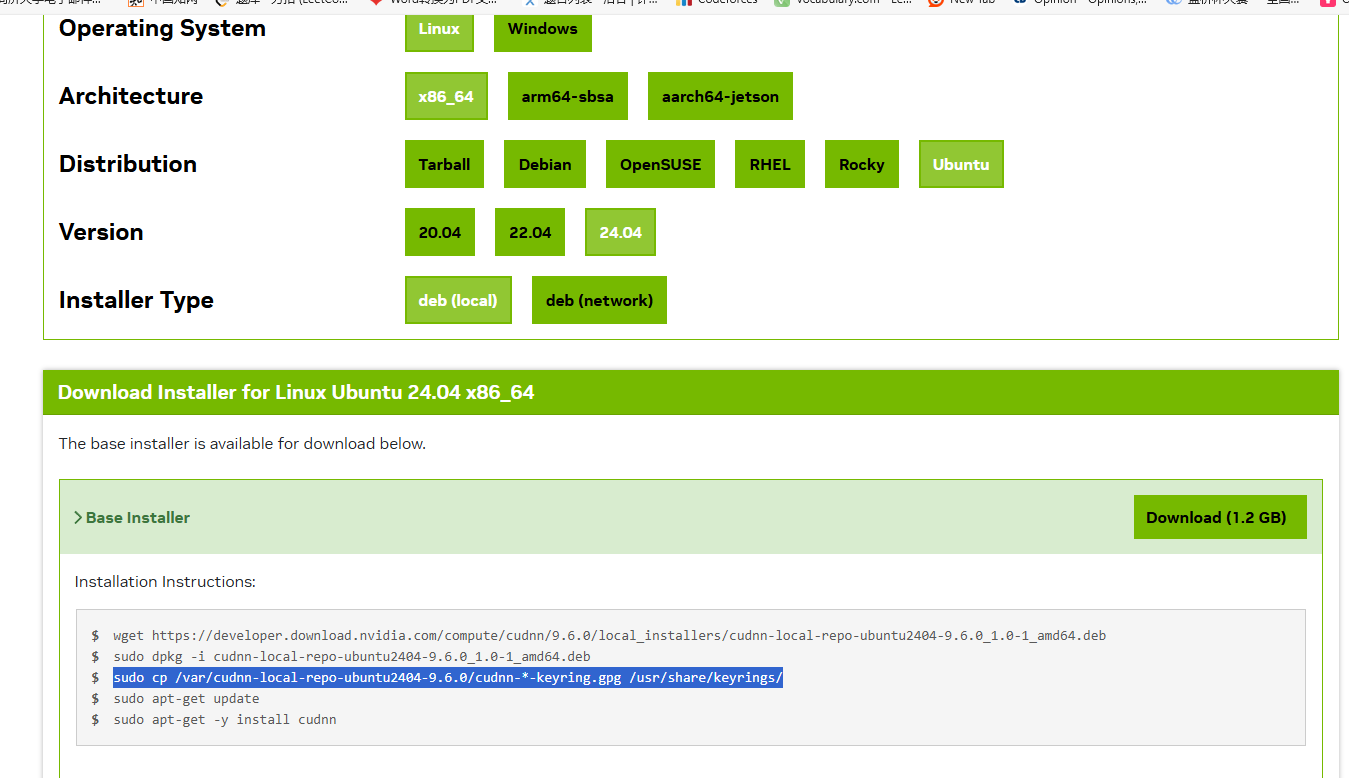 New Tab
Operating System Linux Windows
Architecture x86_64 arm64-sbsa aarch64-jetson
Distribution Tarball Debian OpenSUSE RHEL Rocky Ubuntu
Version 20.04 22.04 24.04
Installer Type deb (local) deb (network)
Download Installer for Linux Ubuntu 24.04 x86_64
The base installer is available for download below.
Base Installer Download (1.2 GB)
Installation Instructions:
$ wget https://developer.download.nvidia.com/compute/cudnn/9.6.0/local_installers/cudnn-local-repo-ubuntu2404-9.6.0_1.0-1_amd64.deb
$ sudo dpkg -i cudnn-local-repo-ubuntu2404-9.6.0_1.0-1_amd64.deb
$ sudo cp /var/cudnn-local-repo-ubuntu2404-9.6.0/cudnn-*-keyring.gpg /usr/share/keyrings/
$ sudo apt-get update
$ sudo apt-get -y install cudnn